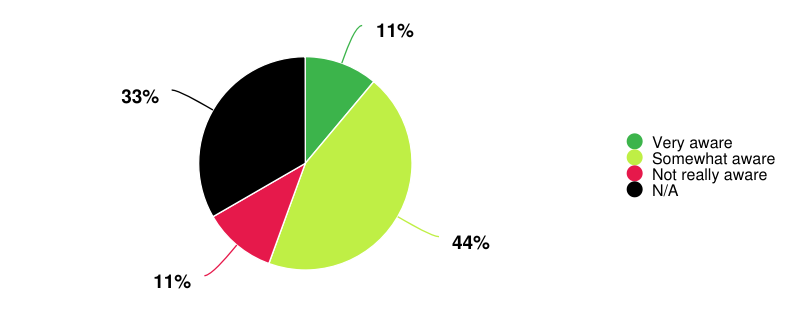 11%
33%
44%
11%
Very aware
Somewhat aware
Not really aware
N/A